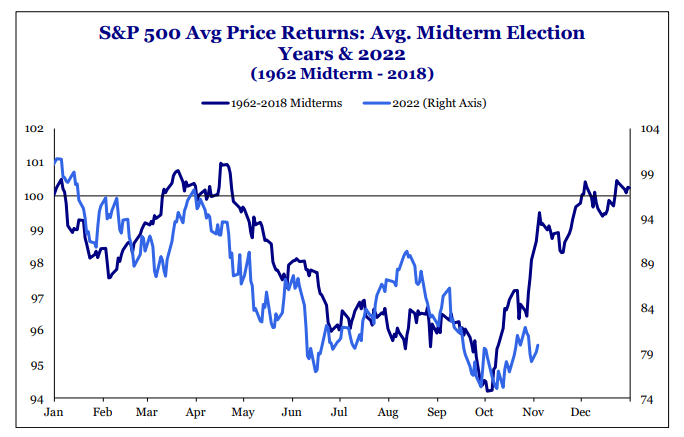 S&P 500 Avg Price Returns: Avg. Midterm Election
Years & 2022
(1962 Midterm - 2018)
1962-2018 Midterms
2022 (Right Axis)
102
101
100
99
98
97
96
95
94
104
99
94
89
84
79
74
Jan Feb Mar Apr May Jun Jul Aug Sep Oct Nov Dec